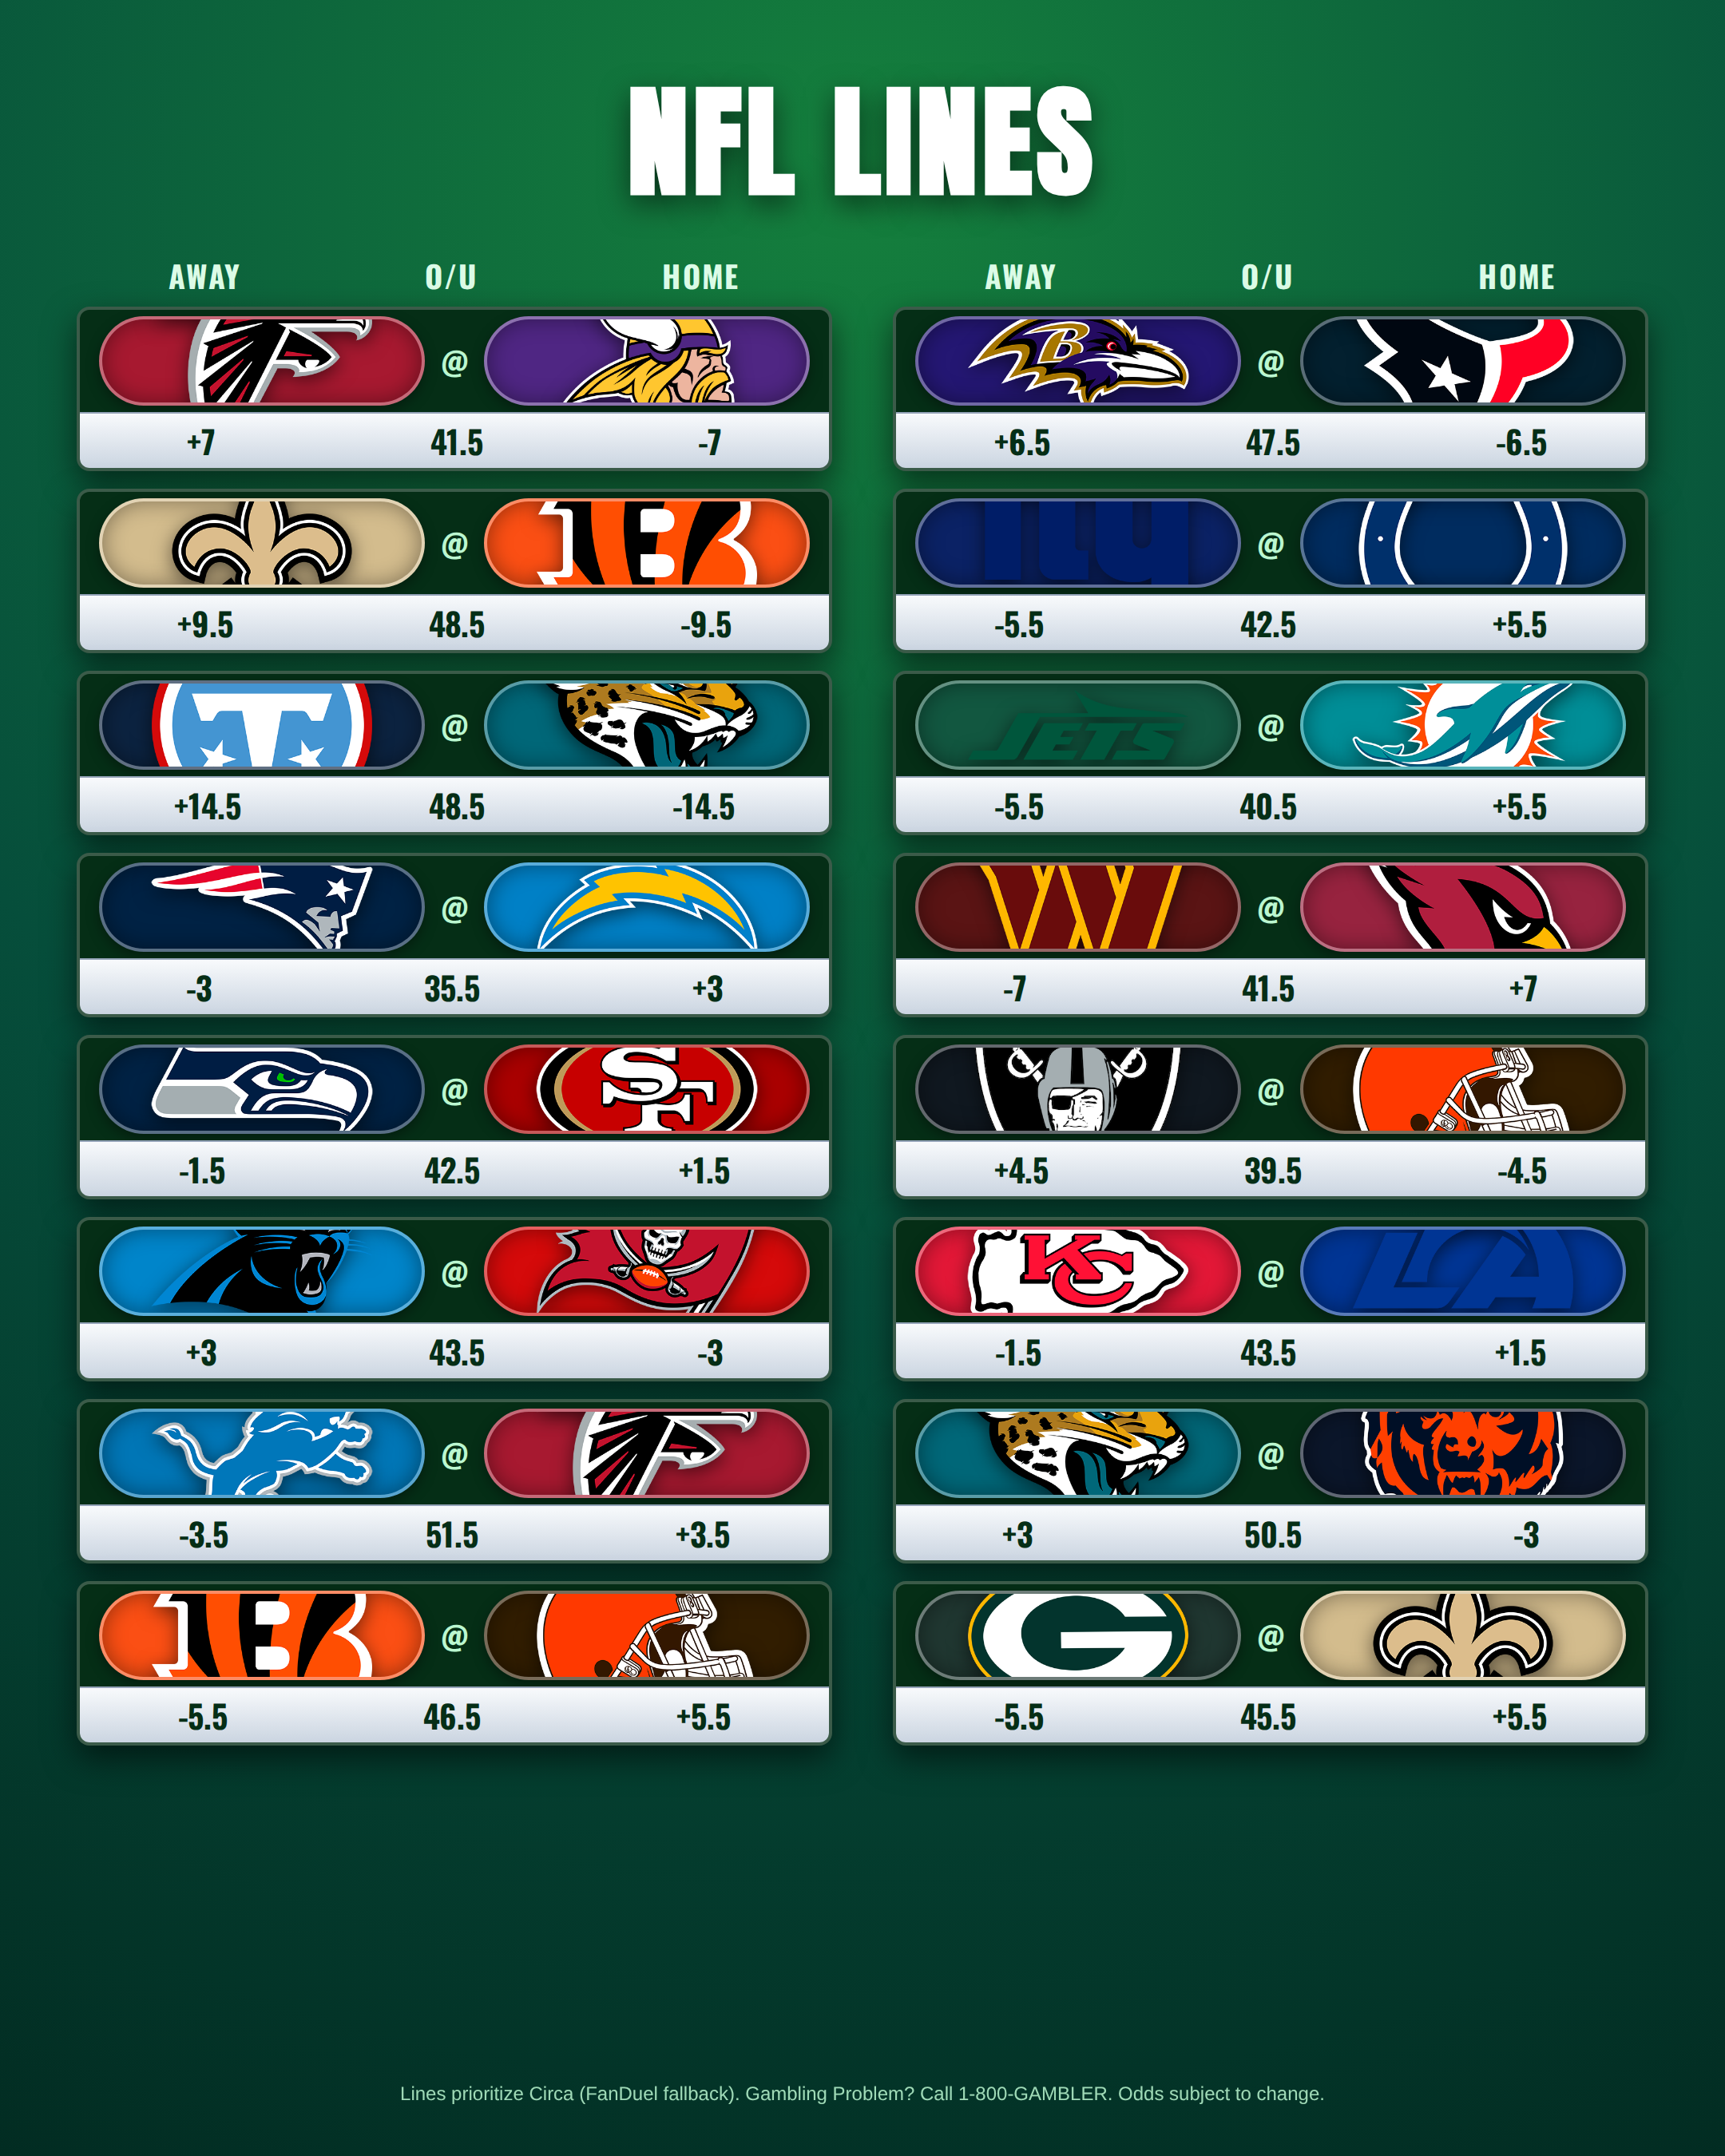 NFL LINES
AWAY O/U HOME AWAY O/U HOME
@ B @
+7 41.5 -7 +6.5 47.5 -6.5
@ B ny @
+9.5 48.5 -9.5 -5.5 42.5 +5.5
T @ JETS @
+14.5 48.5 -14.5 -5.5 40.5 +5.5
@ W @
-3 35.5 +3 -7 41.5 +7
@ SF @
-1.5 42.5 +1.5 +4.5 39.5 -4.5
@ KC @ LA
+3 43.5 -3 -1.5 43.5 +1.5
@ @
-3.5 51.5 +3.5 +3 50.5 -3
B @ G @
-5.5 46.5 +5.5 -5.5 45.5 +5.5
Lines prioritize Circa (FanDuel fallback). Gambling Problem? Call 1-800-GAMBLER. Odds subject to change.